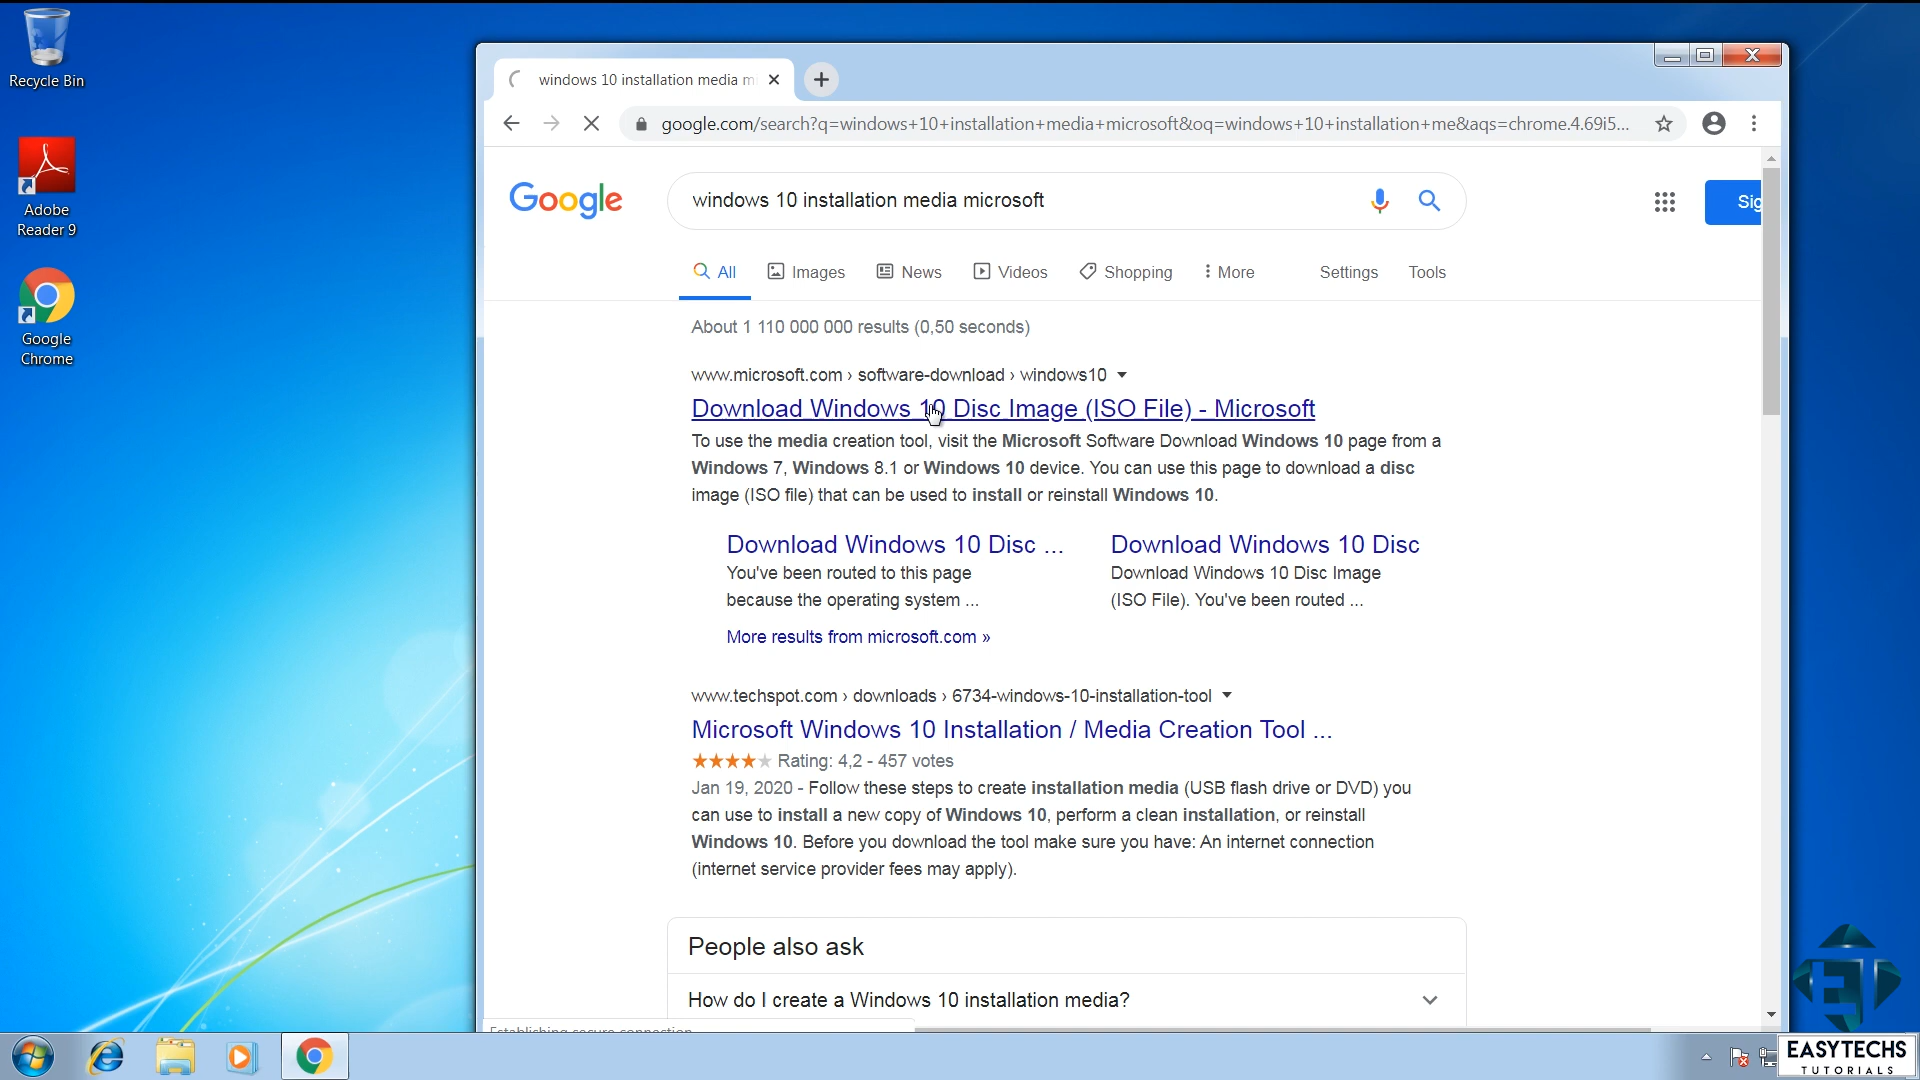 Recycle Bin
Adobe
Reader 9
Google
Chrome
windows 10 installation media m
google.com/search?q=windows+10+installation+media+microsoft&oq=windows+10+installation+me&aqs=chrome.4.69i5...
Google
windows 10 installation media microsoft
Sig
All Images News Videos Shopping More Settings Tools
About 1 110 000 000 results (0,50 seconds)
www.microsoft.com › software-download › windows10
Download Windows 10 Disc Image (ISO File) - Microsoft
To use the media creation tool, visit the Microsoft Software Download Windows 10 page from a
Windows 7, Windows 8.1 or Windows 10 device. You can use this page to download a disc
image (ISO file) that can be used to install or reinstall Windows 10.
Download Windows 10 Disc ...
You've been routed to this page
because the operating system ...
Download Windows 10 Disc
Download Windows 10 Disc Image
(ISO File). You've been routed ...
More results from microsoft.com »
www.techspot.com › downloads › 6734-windows-10-installation-tool
Microsoft Windows 10 Installation / Media Creation Tool ...
Rating: 4,2 - 457 votes
Jan 19, 2020 - Follow these steps to create installation media (USB flash drive or DVD) you
can use to install a new copy of Windows 10, perform a clean installation, or reinstall
Windows 10. Before you download the tool make sure you have: An internet connection
(internet service provider fees may apply).
People also ask
How do I create a Windows 10 installation media?
Establishing secure connection
ET
EASYTECHS
TUTORIALS